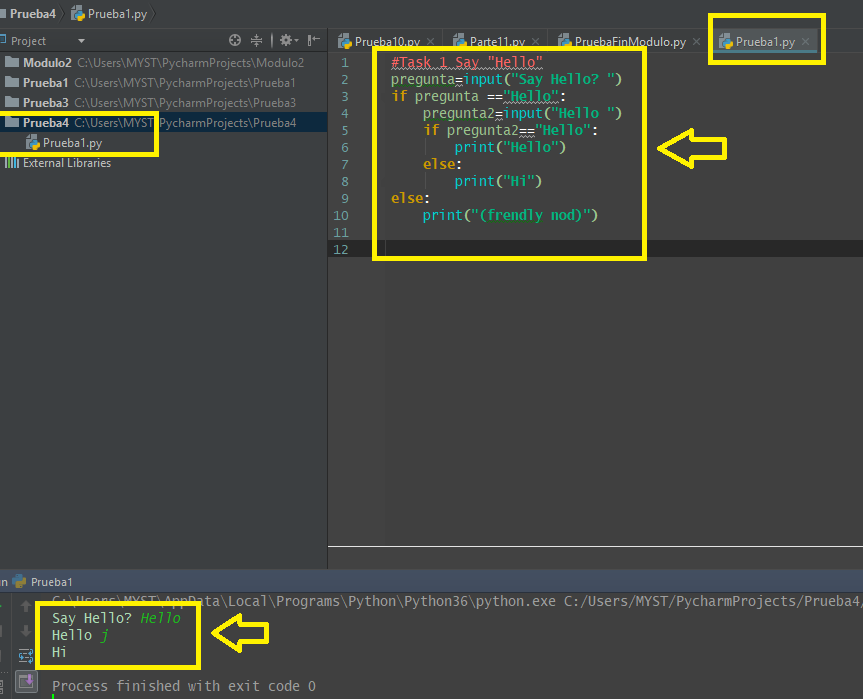 Prueba4 Prueba1.py
Project
Prueba10.py Parte11.py PruebaFinModulo.py Prueba1.py
Modulo2 C:\Users\MYST\PycharmProjects\Modulo2
Prueba1 C:\Users\MYST\PycharmProjects\Prueba1
Prueba3 C:\Users\MYST\PycharmProjects\Prueba3
Prueba4 C:\Users\MYST\PycharmProjects\Prueba4
Prueba1.py
External Libraries
1 #Task 1 Say "Hello"
2 pregunta=input("Say Hello? ")
3 if pregunta =="Hello":
4 pregunta2=input("Hello ")
5 if pregunta2=="Hello":
6 print("Hello")
7 else:
8 print("Hi")
9 else:
10 print("(frendly nod)")
11
12
Prueba1
C:\Users\MYST\AppData\Local\Programs\Python\Python36\python.exe C:/Users/MYST/PycharmProjects/Prueba4/
Say Hello? Hello
Hello j
Hi
Process finished with exit code 0